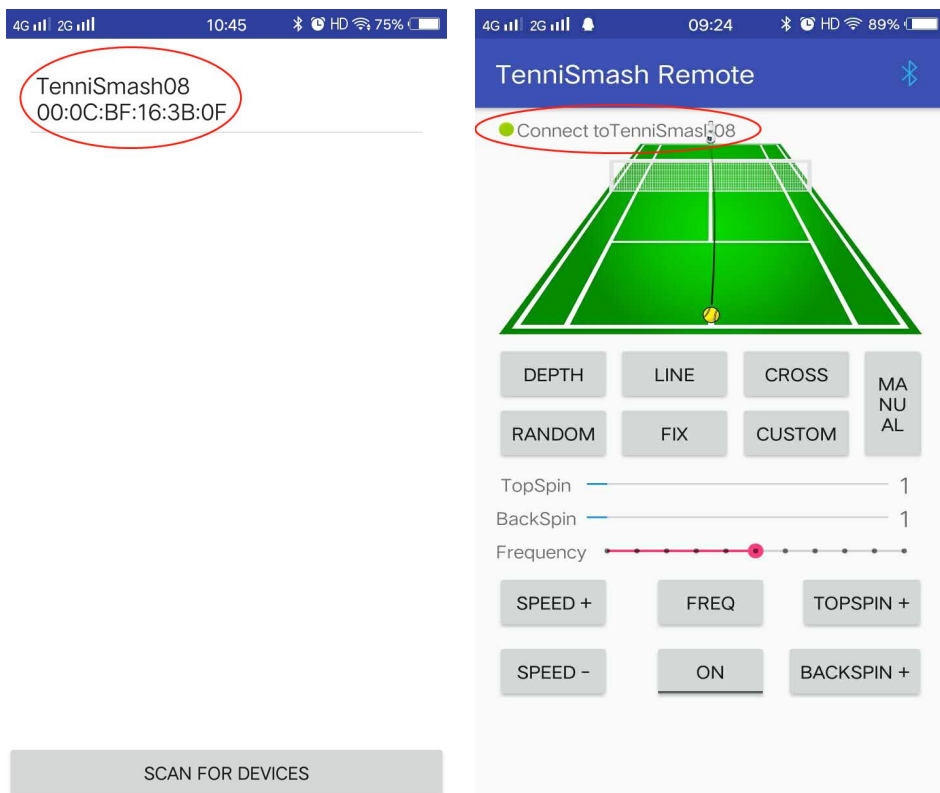 4G 2G 10:45 HD 75%
TenniSmash08
00:0C:BF:16:3B:0F
SCAN FOR DEVICES
4G 2G 09:24 HD 89%
TenniSmash Remote
Connect toTenniSmash08
DEPTH LINE CROSS
MA
NU
AL
RANDOM FIX CUSTOM
TopSpin 1
BackSpin 1
Frequency
SPEED + FREQ TOPSPIN +
SPEED - ON BACKSPIN +